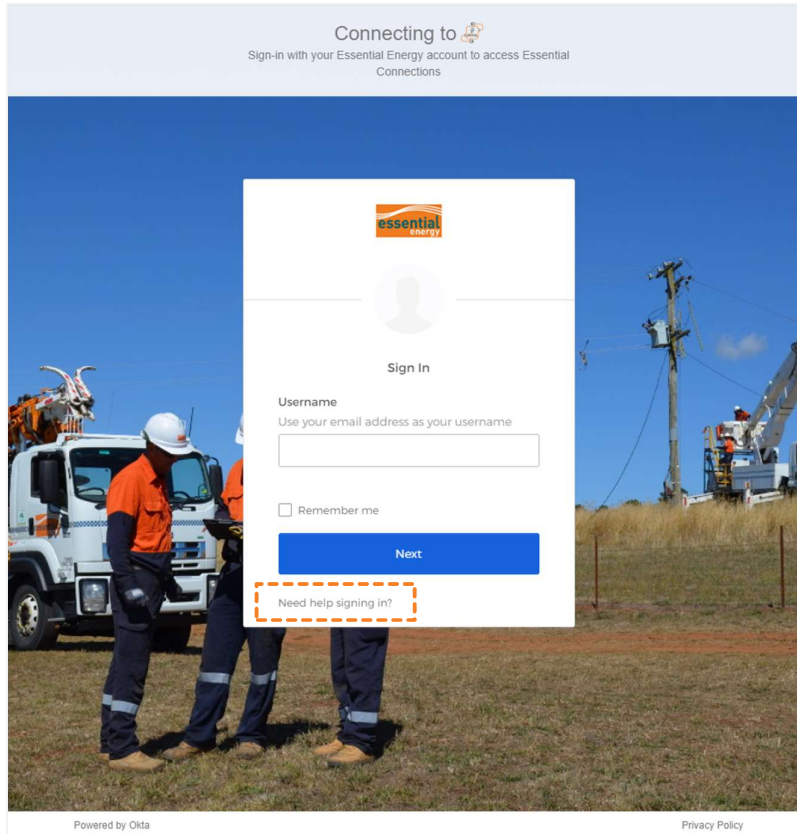 Connecting to
Sign-in with your Essential Energy account to access Essential
Connections
essential
energy
Sign In
Username
Use your email address as your username
Remember me
Next
Need help signing in?
Powered by Okta
Privacy Policy